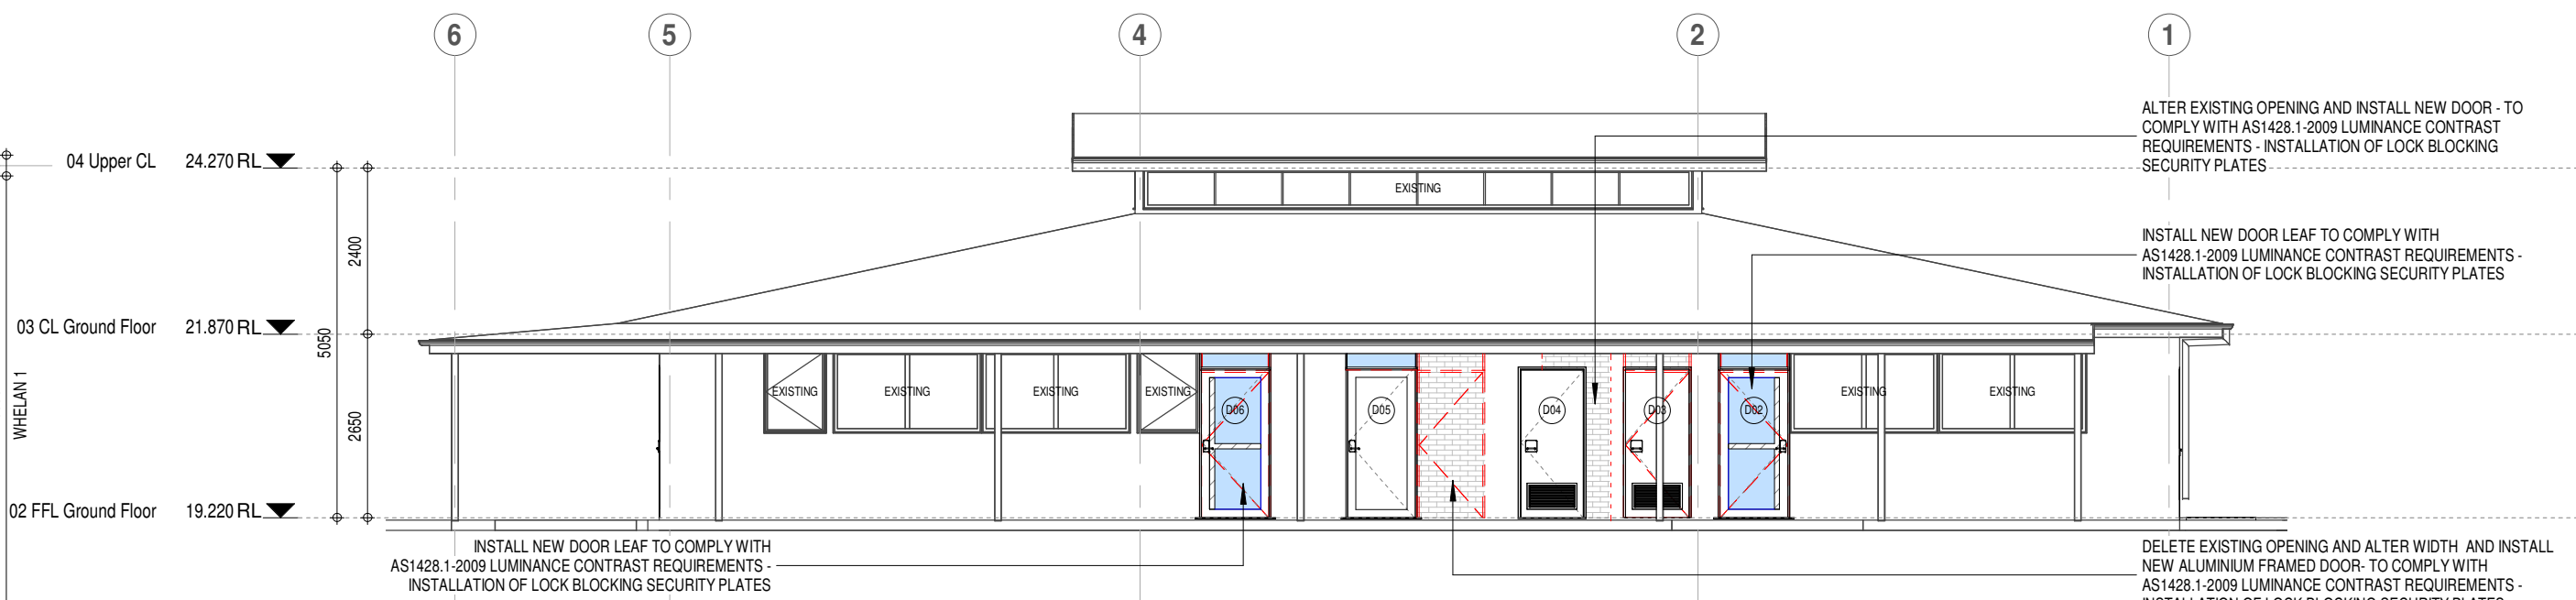 6
5
4
2
1
ALTER EXISTING OPENING AND INSTALL NEW DOOR - TO
COMPLY WITH AS1428.1-2009 LUMINANCE CONTRAST
REQUIREMENTS - INSTALLATION OF LOCK BLOCKING
SECURITY PLATES
04 Upper CL 24.270 RL
EXISTING
INSTALL NEW DOOR LEAF TO COMPLY WITH
AS1428.1-2009 LUMINANCE CONTRAST REQUIREMENTS -
INSTALLATION OF LOCK BLOCKING SECURITY PLATES
2400
03 CL Ground Floor 21.870 RL
5050
WHELAN 1
2650
EXISTING
EXISTING
EXISTING
EXISTING
D06
D05
D04
D03
D02
EXISTING
EXISTING
02 FFL Ground Floor 19.220 RL
INSTALL NEW DOOR LEAF TO COMPLY WITH
AS1428.1-2009 LUMINANCE CONTRAST REQUIREMENTS -
INSTALLATION OF LOCK BLOCKING SECURITY PLATES
DELETE EXISTING OPENING AND ALTER WIDTH AND INSTALL
NEW ALUMINIUM FRAMED DOOR- TO COMPLY WITH
AS1428.1-2009 LUMINANCE CONTRAST REQUIREMENTS -
INSTALLATION OF LOCK BLOCKING SECURITY PLATES